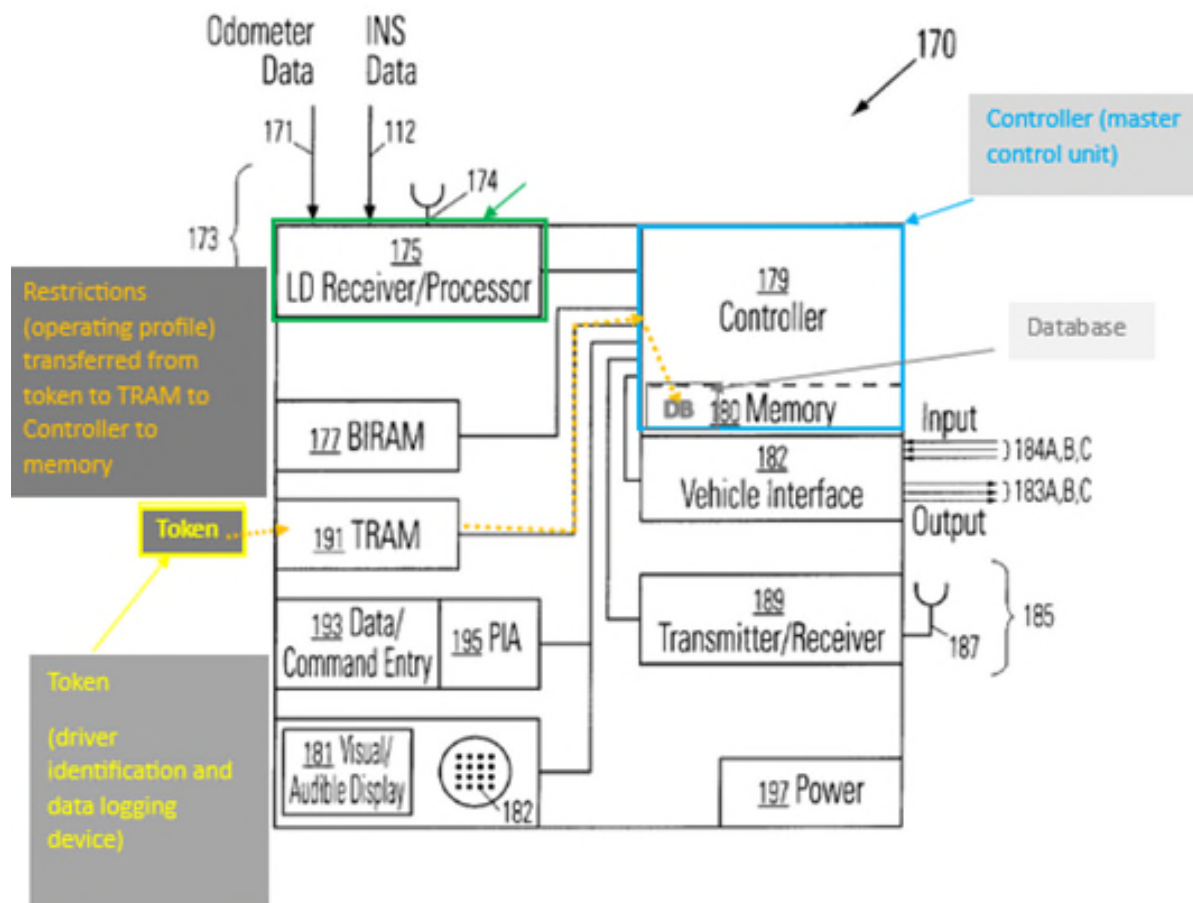 Odometer
Data
INS
Data
170
171
112
174
173
Controller (master
control unit)
175
LD Receiver/Processor
179
Controller
Restrictions
(operating profile)
transferred from
token to TRAM to
Controller to
memory
Database
DB
180 Memory
177 BIRAM
Input
184A,B,C
182
Vehicle Interface
183A,B,C
Output
Token
191 TRAM
189
Transmitter/Receiver
185
187
193 Data/
Command Entry
195 PIA
Token
(driver
identification and
data logging
device)
181 Visual/
Audible Display
182
197 Power